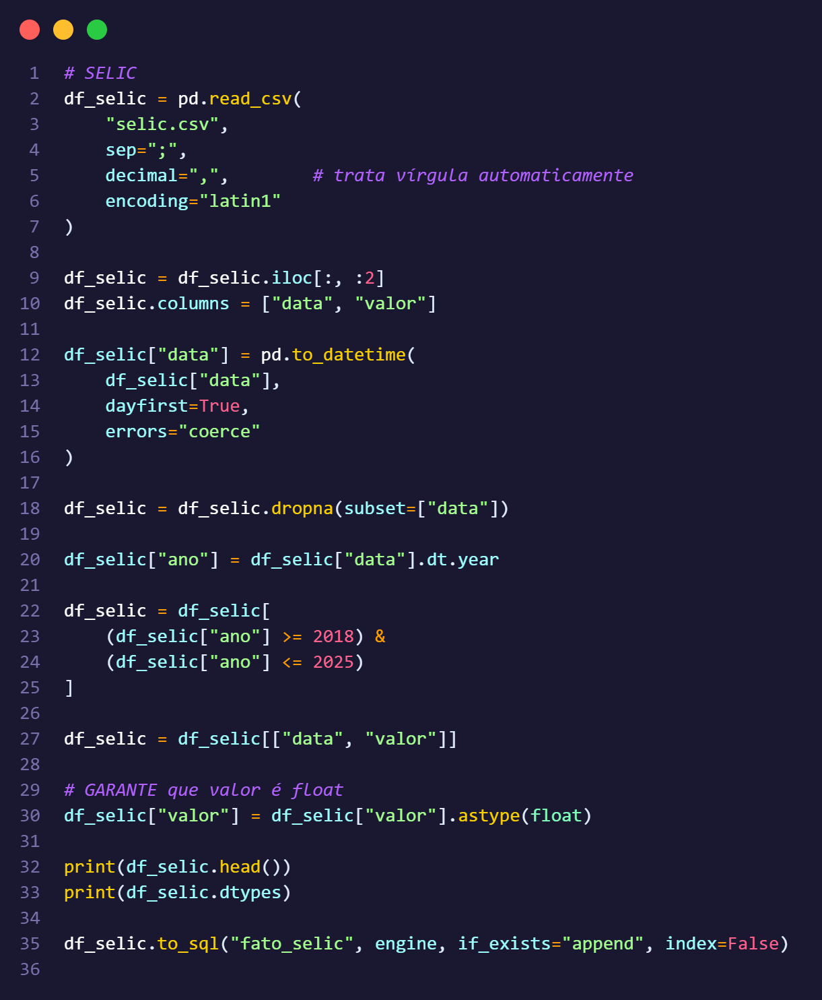 1 # SELIC
2 df_selic = pd.read_csv(
3     "selic.csv",
4     sep=";",
5     decimal=",",        # trata vírgula automaticamente
6     encoding="latin1"
7 )
8
9 df_selic = df_selic.iloc[:, :2]
10 df_selic.columns = ["data", "valor"]
11
12 df_selic["data"] = pd.to_datetime(
13     df_selic["data"],
14     dayfirst=True,
15     errors="coerce"
16 )
17
18 df_selic = df_selic.dropna(subset=["data"])
19
20 df_selic["ano"] = df_selic["data"].dt.year
21
22 df_selic = df_selic[
23     (df_selic["ano"] >= 2018) &
24     (df_selic["ano"] <= 2025)
25 ]
26
27 df_selic = df_selic[["data", "valor"]]
28
29 # GARANTE que valor é float
30 df_selic["valor"] = df_selic["valor"].astype(float)
31
32 print(df_selic.head())
33 print(df_selic.dtypes)
34
35 df_selic.to_sql("fato_selic", engine, if_exists="append", index=False)
36